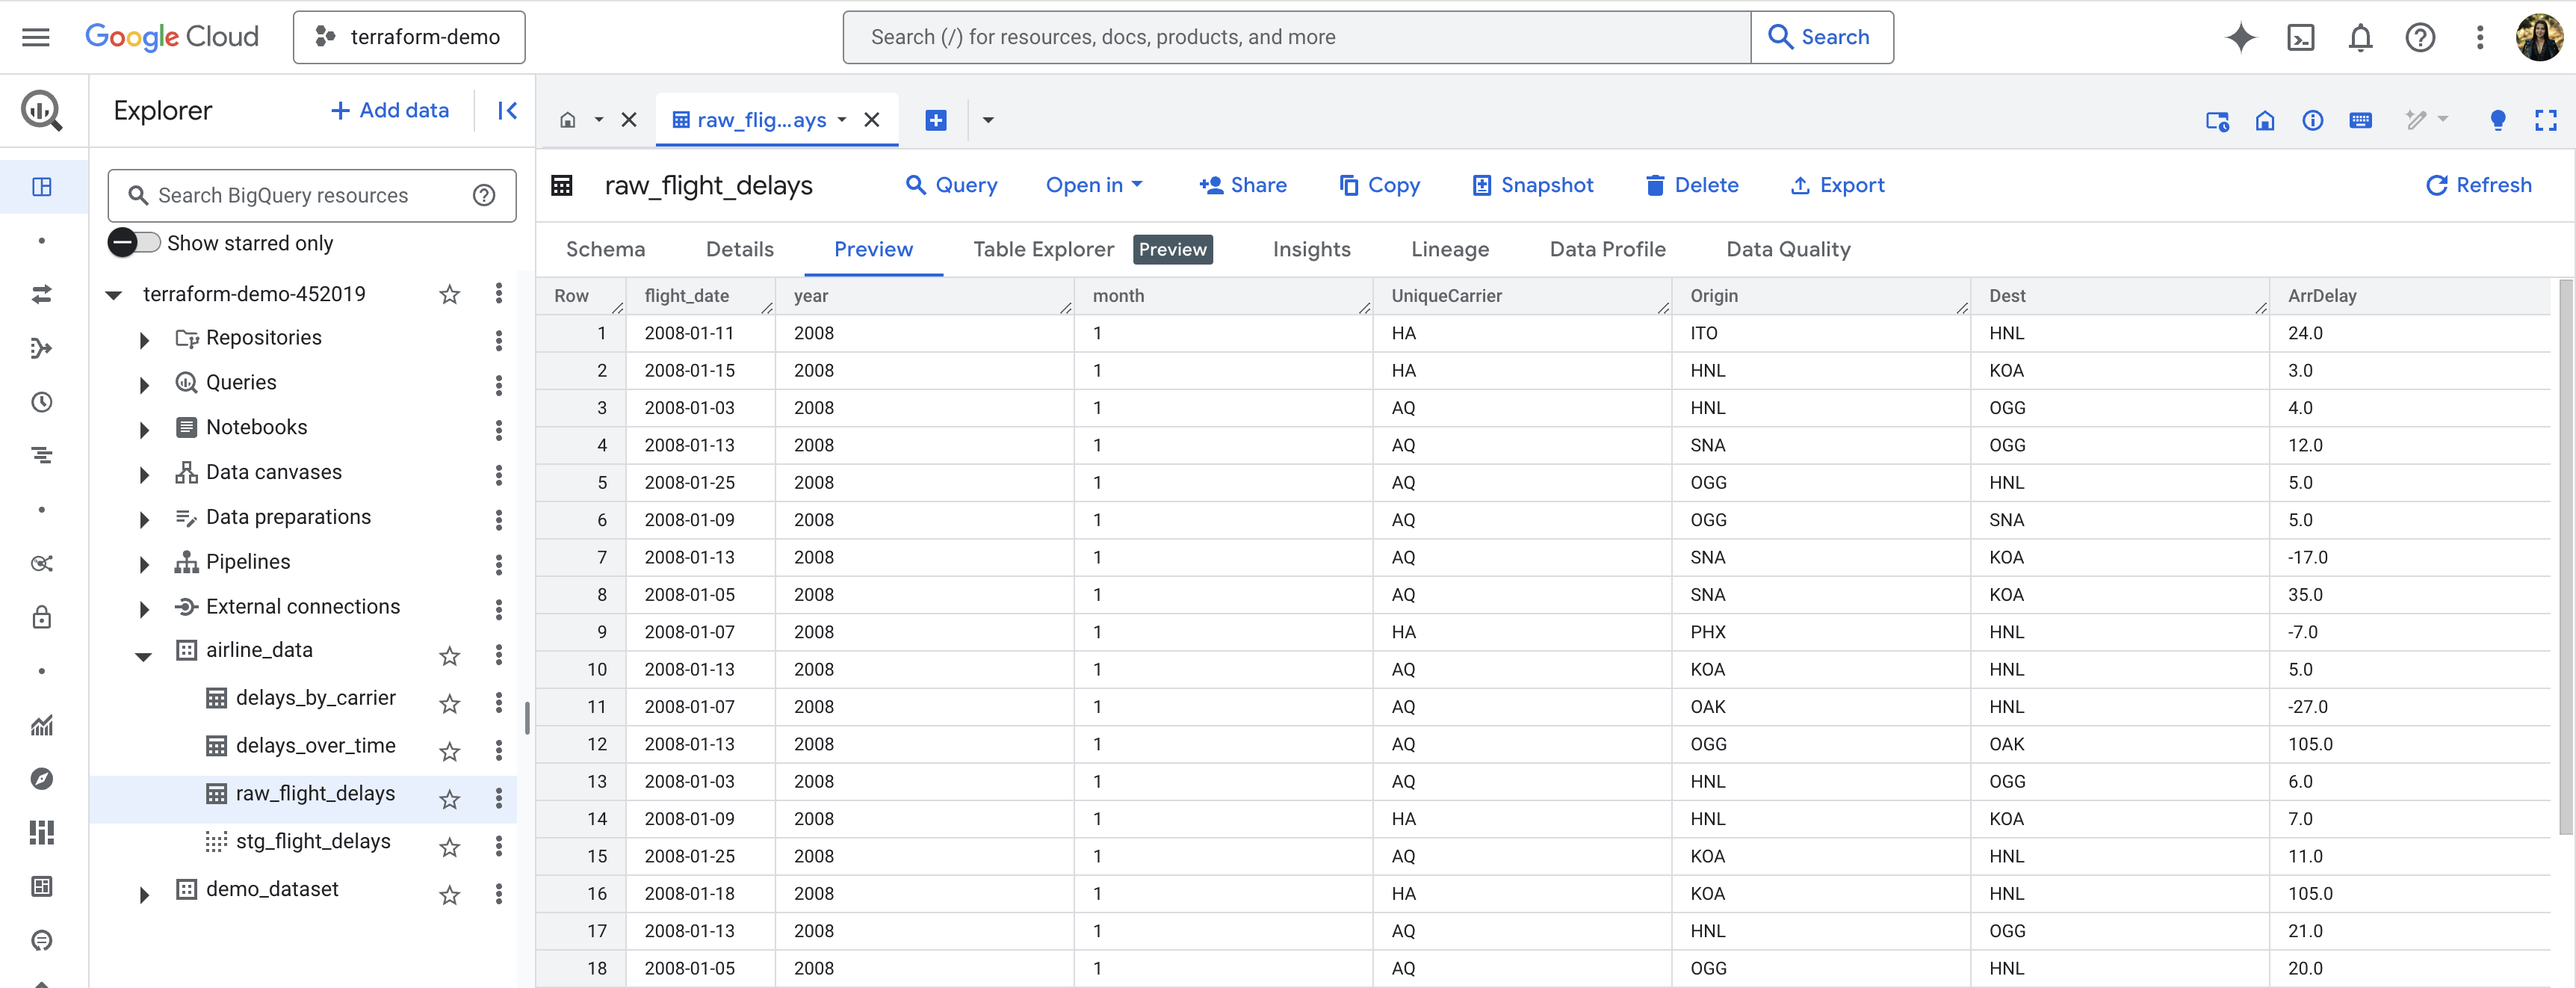 Google Cloud terraform-demo Search (/) for resources, docs, products, and more Search
Explorer + Add data raw_flig...ays
Search BigQuery resources
Show starred only
terraform-demo-452019
Repositories
Queries
Notebooks
Data canvases
Data preparations
Pipelines
External connections
airline_data
delays_by_carrier
delays_over_time
raw_flight_delays
stg_flight_delays
demo_dataset
raw_flight_delays Query Open in Share Copy Snapshot Delete Export Refresh
Schema Details Preview Table Explorer Preview Insights Lineage Data Profile Data Quality
Row flight_date year month UniqueCarrier Origin Dest ArrDelay
1 2008-01-11 2008 1 HA ITO HNL 24.0
2 2008-01-15 2008 1 HA HNL KOA 3.0
3 2008-01-03 2008 1 AQ HNL OGG 4.0
4 2008-01-13 2008 1 AQ SNA OGG 12.0
5 2008-01-25 2008 1 AQ OGG HNL 5.0
6 2008-01-09 2008 1 AQ OGG SNA 5.0
7 2008-01-13 2008 1 AQ SNA KOA -17.0
8 2008-01-05 2008 1 AQ SNA KOA 35.0
9 2008-01-07 2008 1 HA PHX HNL -7.0
10 2008-01-13 2008 1 AQ KOA HNL 5.0
11 2008-01-07 2008 1 AQ OAK HNL -27.0
12 2008-01-13 2008 1 AQ OGG OAK 105.0
13 2008-01-03 2008 1 AQ HNL OGG 6.0
14 2008-01-09 2008 1 HA HNL KOA 7.0
15 2008-01-25 2008 1 AQ KOA HNL 11.0
16 2008-01-18 2008 1 HA KOA HNL 105.0
17 2008-01-13 2008 1 AQ HNL OGG 21.0
18 2008-01-05 2008 1 AQ OGG HNL 20.0